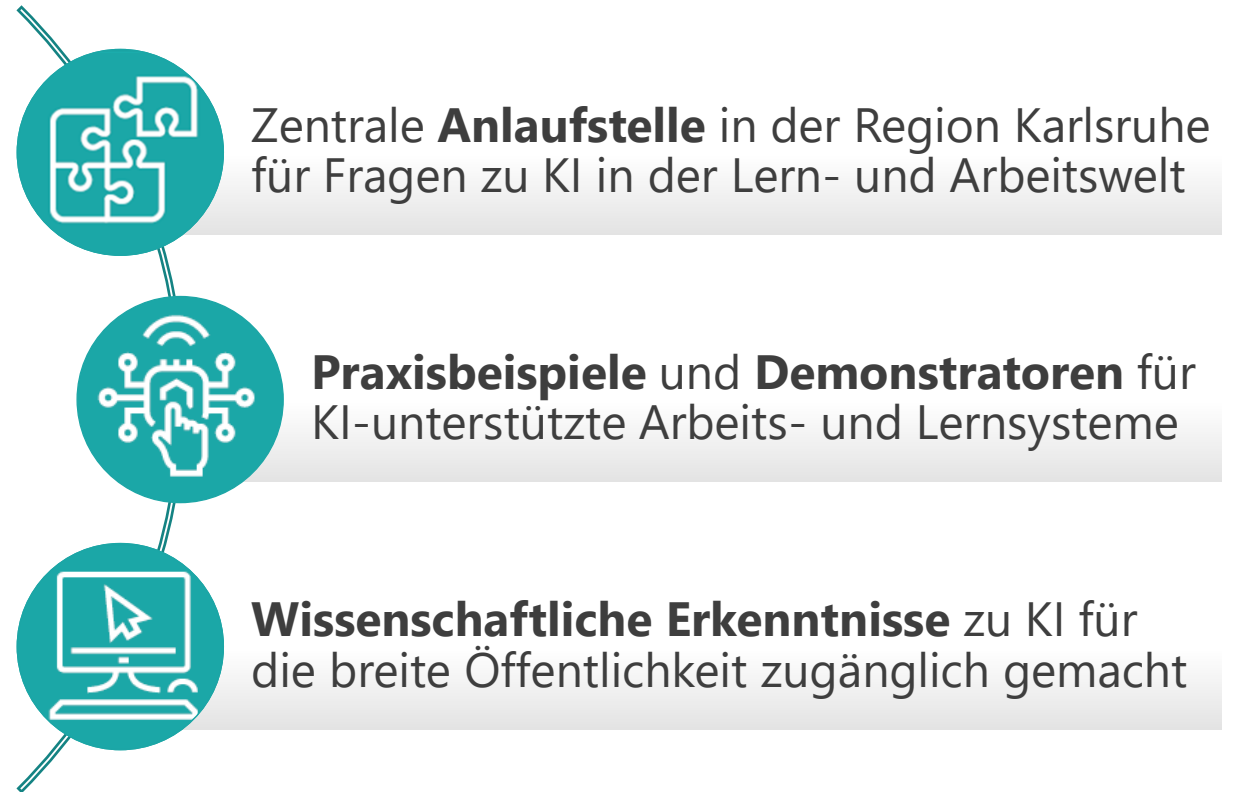 Zentrale Anlaufstelle in der Region Karlsruhe
für Fragen zu KI in der Lern- und Arbeitswelt
Praxisbeispiele und Demonstratoren für
KI-unterstützte Arbeits- und Lernsysteme
Wissenschaftliche Erkenntnisse zu KI für
die breite Öffentlichkeit zugänglich gemacht